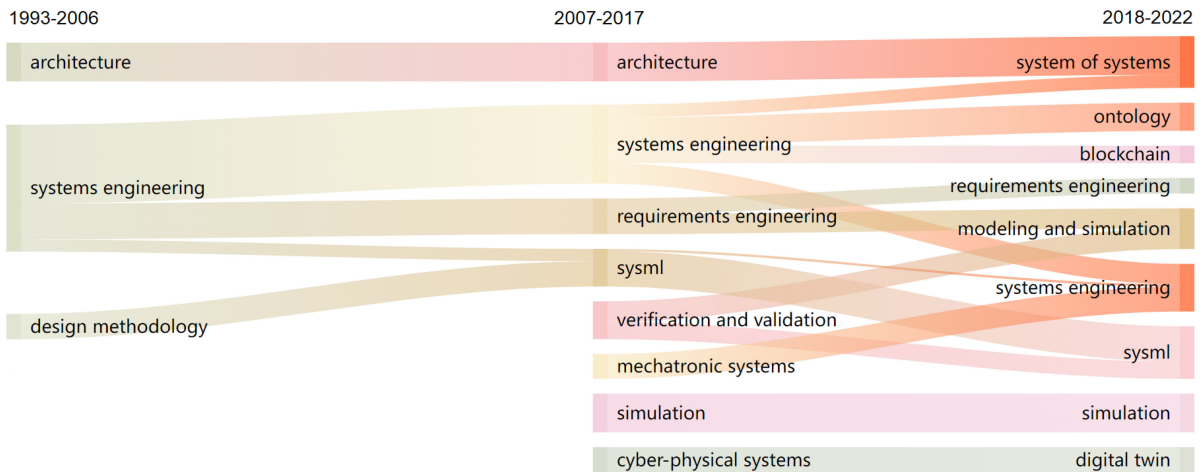 1993-2006
2007-2017
2018-2022
architecture
architecture
system of systems
ontology
systems engineering
blockchain
systems engineering
requirements engineering
requirements engineering
modeling and simulation
sysml
systems engineering
design methodology
verification and validation
sysml
mechatronic systems
simulation
simulation
cyber-physical systems
digital twin